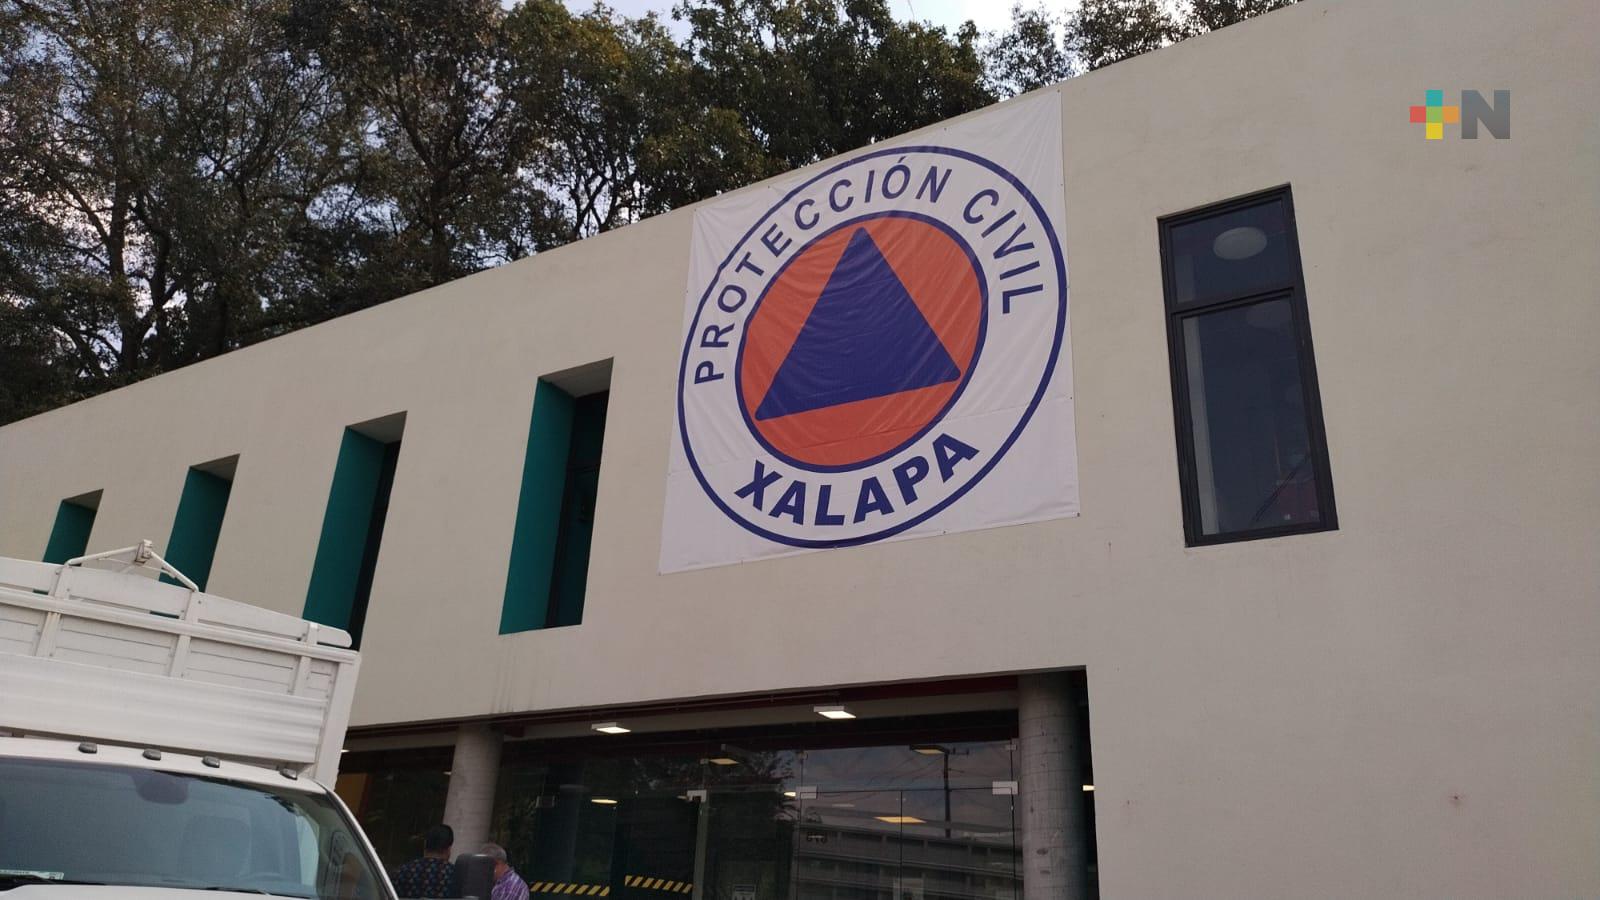 PROTECCIÓN CIVIL
XALAPA
+N